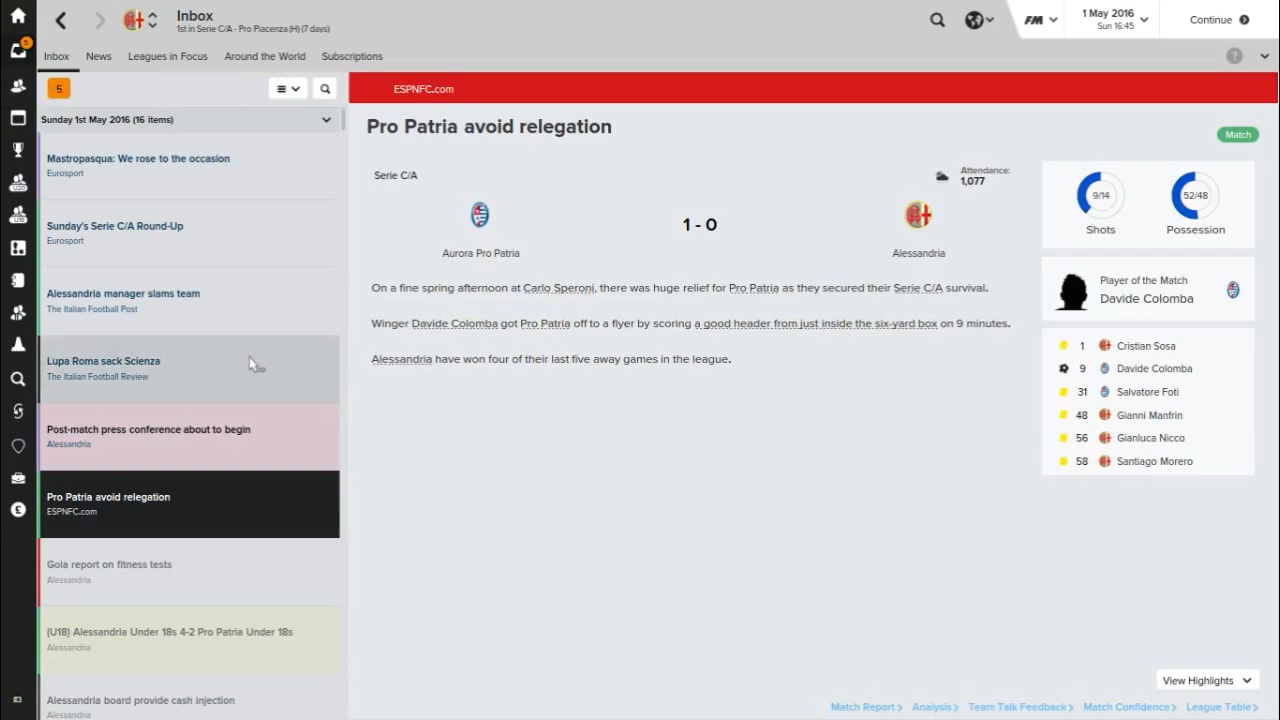 Inbox
1st in Serie C/A - Pro Piacenza (H) (7 days)
FM
1 May 2016
Sun 16:45
Continue
5
Inbox
News
Leagues in Focus
Around the World
Subscriptions
?
5
ESPNFC.com
Sunday 1st May 2016 (16 items)
Mastropasqua: We rose to the occasion
Eurosport
Sunday's Serie C/A Round-Up
Eurosport
Alessandria manager slams team
The Italian Football Post
Lupa Roma sack Scienza
The Italian Football Review
Post-match press conference about to begin
Alessandria
Pro Patria avoid relegation
ESPNFC.com
Gola report on fitness tests
Alessandria
(U18) Alessandria Under 18s 4-2 Pro Patria Under 18s
Alessandria
Alessandria board provide cash injection
Alessandria
Pro Patria avoid relegation
Match
Serie C/A
Attendance:
1,077
1 - 0
Aurora Pro Patria
Alessandria
On a fine spring afternoon at Carlo Speroni, there was huge relief for Pro Patria as they secured their Serie C/A survival.
Winger Davide Colomba got Pro Patria off to a flyer by scoring a good header from just inside the six-yard box on 9 minutes.
Alessandria have won four of their last five away games in the league.
9/14
52/48
Shots
Possession
Player of the Match
Davide Colomba
1 Cristian Sosa
9 Davide Colomba
31 Salvatore Foti
48 Gianni Manfrin
56 Gianluca Nicco
58 Santiago Morero
View Highlights
Match Report
Analysis
Team Talk Feedback
Match Confidence
League Table